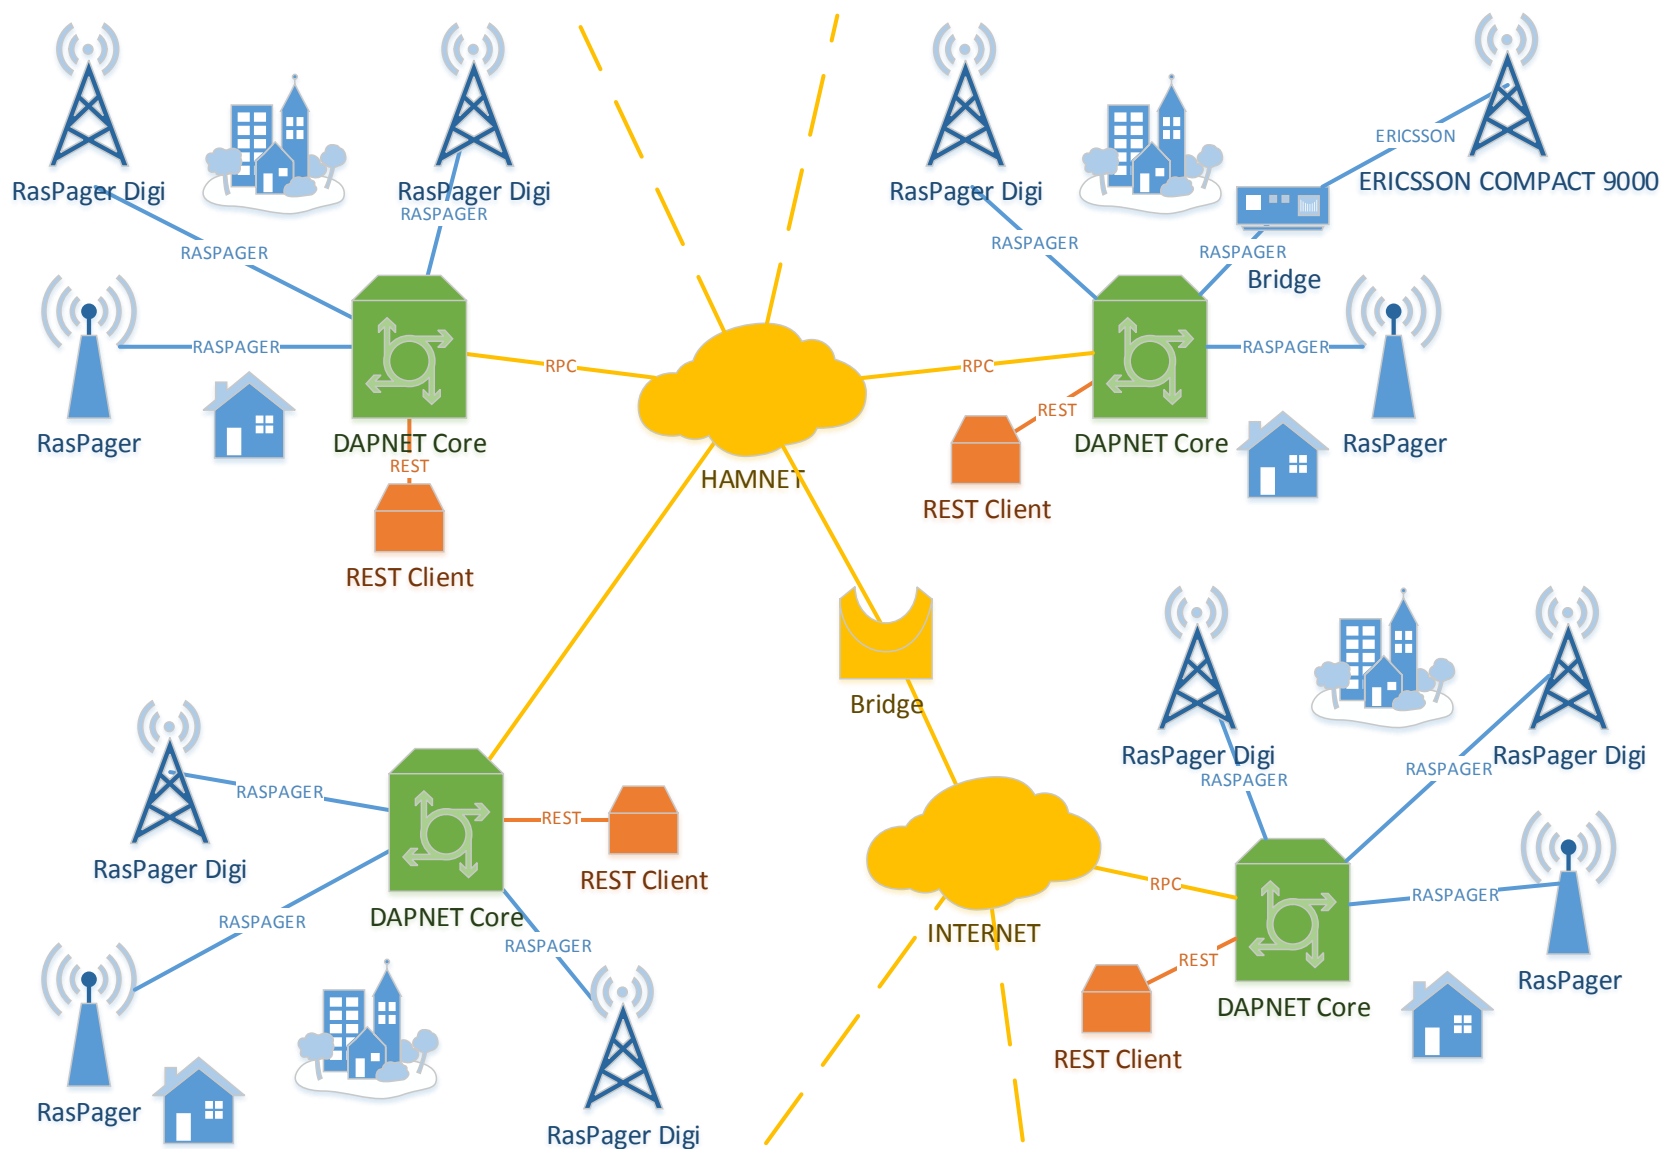 ERICSSON
RasPager Digi
RasPager Digi
RasPager Digi
ERICSSON COMPACT 9000
RASPAGER
RASPAGER
RASPAGER
RASPAGER
Bridge
RASPAGER
RPC
RPC
RASPAGER
REST
RasPager
DAPNET Core
DAPNET Core
RasPager
REST
HAMNET
REST Client
REST Client
Bridge
RasPager Digi
RasPager Digi
RASPAGER
RASPAGER
RASPAGER
REST
RasPager Digi
REST Client
RPC
RASPAGER
DAPNET Core
RASPAGER
INTERNET
RASPAGER
REST
RasPager
DAPNET Core
REST Client
RasPager
RasPager Digi